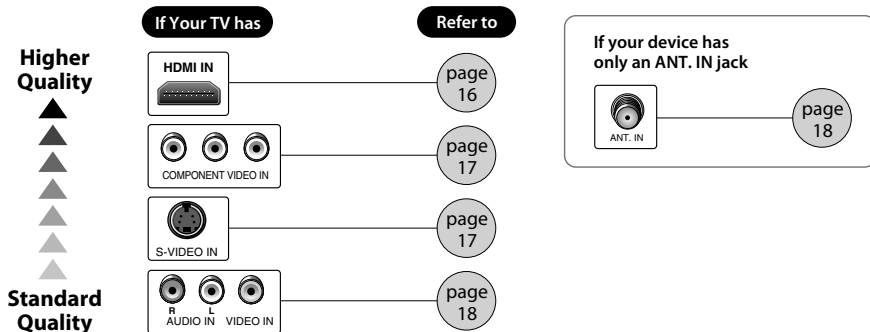 If Your TV has
Refer to
Higher
Quality
Standard
Quality
HDMI IN
page
16
COMPONENT VIDEO IN
page
17
S-VIDEO IN
page
17
R L
AUDIO IN VIDEO IN
page
18
If your device has
only an ANT. IN jack
ANT. IN
page
18